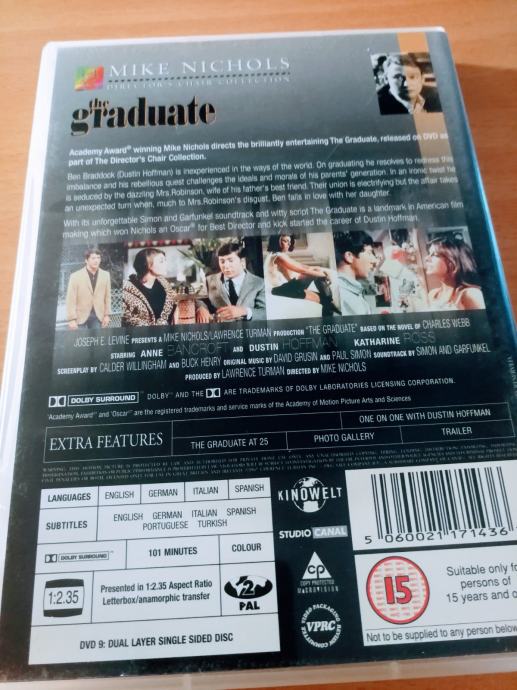 MIKE NICHOLS
DIRECTOR'S CHAIR COLLECTION
the
graduate
Academy Award® winning Mike Nichols directs the brilliantly entertaining The Graduate, released on DVD as
part of The Director's Chair Collection.
Ben Braddock (Dustin Hoffman) is inexperienced in the ways of the world. On graduating he resolves to redress this
imbalance and his rebellious quest challenges the ideals and morals of his parents' generation. In an ironic twist he
is seduced by the dazzling Mrs.Robinson, wife of his father's best friend. Their union is electrifying but the affair takes
an unexpected turn when, much to Mrs.Robinson's disgust, Ben falls in love with her daughter.
With its unforgettable Simon and Garfunkel soundtrack and witty script The Graduate is a landmark in American film
making which won Nichols an Oscar® for Best Director and kick started the career of Dustin Hoffman.
JOSEPH E. LEVINE PRESENTS A MIKE NICHOLS/LAWRENCE TURMAN PRODUCTION "THE GRADUATE" BASED ON THE NOVEL OF CHARLES WEBB
STARRING ANNE BANCROFT AND DUSTIN HOFFMAN KATHARINE ROSS
SCREENPLAY BY CALDER WILLINGHAM AND BUCK HENRY ORIGINAL MUSIC BY DAVID GRUSIN AND PAUL SIMON SOUNDTRACK BY SIMON AND GARFUNKEL
PRODUCED BY LAWRENCE TURMAN DIRECTED BY MIKE NICHOLS
DOLBY SURROUND DOLBY AND THE ARE TRADEMARKS OF DOLBY LABORATORIES LICENSING CORPORATION.
"Academy Award" and "Oscar" are the registered trademarks and service marks of the Academy of Motion Picture Arts and Sciences
EXTRA FEATURES
ONE ON ONE WITH DUSTIN HOFFMAN
THE GRADUATE AT 25
PHOTO GALLERY
TRAILER
LANGUAGES ENGLISH GERMAN ITALIAN SPANISH
SUBTITLES ENGLISH GERMAN ITALIAN SPANISH
PORTUGUESE TURKISH
DOLBY SURROUND 101 MINUTES COLOUR
1:2.35
Presented in 1:2.35 Aspect Ratio
Letterbox/anamorphic transfer
2
PAL
DVD 9: DUAL LAYER SINGLE SIDED DISC
KINOWELT
STUDIO CANAL
CP
COPY PROTECTED
MACROVISION
VIDEO PACKAGING
REVIEW COMMITTEE
VPRC
5 060021 171436
15
Suitable only fo
persons of
15 years and o
Not to be supplied to any person below